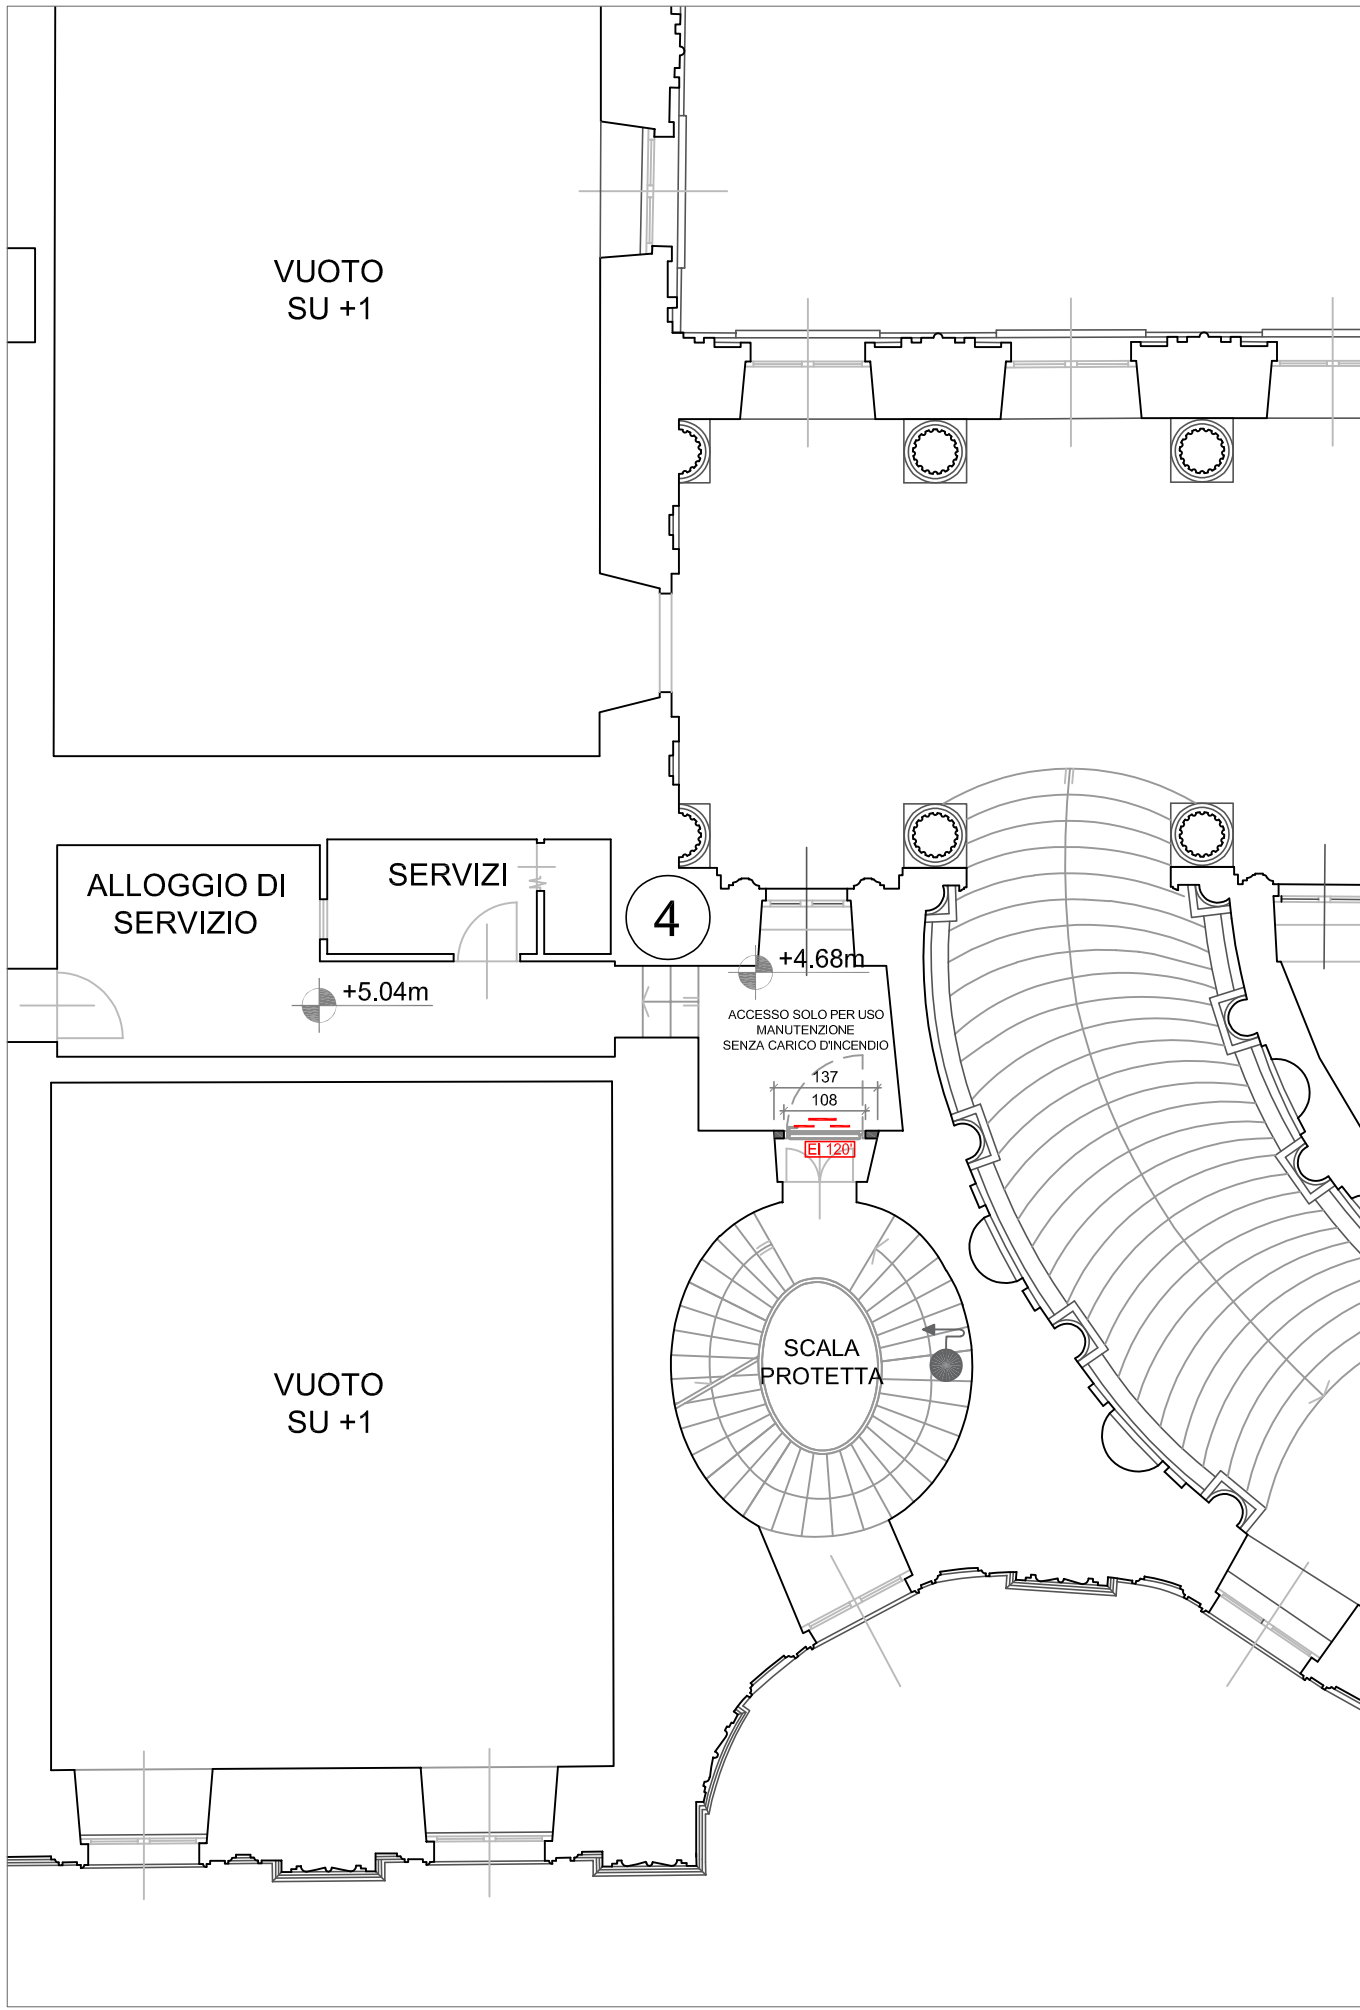 VUOTO
SU +1
ALLOGGIO DI
SERVIZIO
SERVIZI
4
+4.68m
+5.04m
ACCESSO SOLO PER USO
MANUTENZIONE
SENZA CARICO D'INCENDIO
137
108
EI 120'
SCALA
PROTETTA
VUOTO
SU +1